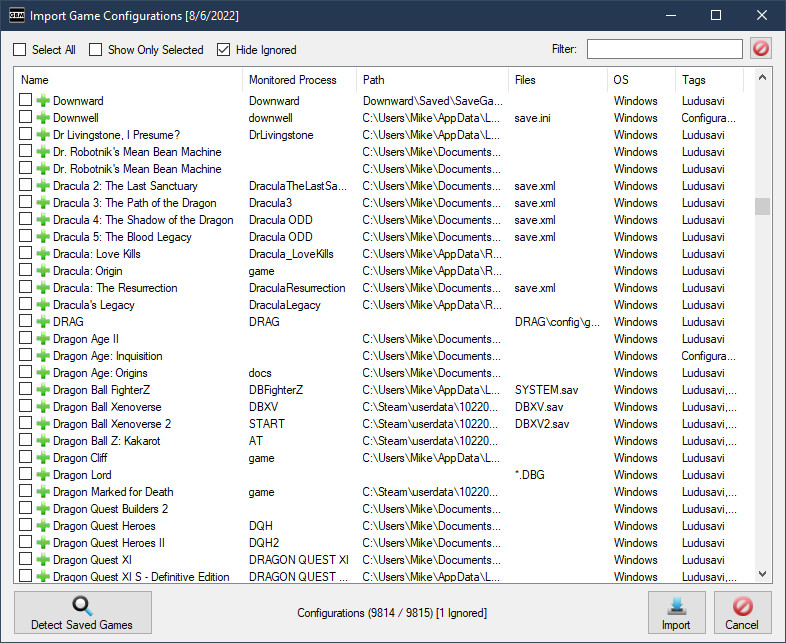 GBM Import Game Configurations [8/6/2022]
Select All Show Only Selected Hide Ignored Filter:
Name Monitored Process Path Files OS Tags
Downward Downward Downward\Saved\SaveGa... Windows Ludusavi
Downwell downwell C:\Users\Mike\AppData\L... save.ini Windows Configura...
Dr Livingstone, I Presume? DrLivingstone C:\Users\Mike\AppData\L... Windows Ludusavi
Dr. Robotnik's Mean Bean Machine C:\Users\Mike\Documents... Windows Ludusavi
Dr. Robotnik's Mean Bean Machine C:\Users\Mike\Documents... Windows Ludusavi
Dracula 2: The Last Sanctuary DraculaTheLastSa... C:\Users\Mike\Documents... save.xml Windows Ludusavi
Dracula 3: The Path of the Dragon Dracula3 C:\Users\Mike\Documents... save.xml Windows Ludusavi
Dracula 4: The Shadow of the Dragon Dracula ODD C:\Users\Mike\Documents... save.xml Windows Ludusavi
Dracula 5: The Blood Legacy Dracula ODD C:\Users\Mike\Documents... save.xml Windows Ludusavi
Dracula: Love Kills Dracula_LoveKills C:\Users\Mike\AppData\R... Windows Ludusavi
Dracula: Origin game C:\Users\Mike\AppData\L... Windows Ludusavi
Dracula: The Resurrection DraculaResurrection C:\Users\Mike\Documents... save.xml Windows Ludusavi
Dracula's Legacy DraculaLegacy C:\Users\Mike\AppData\R... Windows Ludusavi
DRAG DRAG DRAG\config\g... Windows Ludusavi
Dragon Age II C:\Users\Mike\Documents... Windows Ludusavi
Dragon Age: Inquisition C:\Users\Mike\Documents... Windows Configura...
Dragon Age: Origins docs C:\Users\Mike\Documents... Windows Ludusavi
Dragon Ball FighterZ DBFighterZ C:\Users\Mike\AppData\L... SYSTEM.sav Windows Ludusavi,...
Dragon Ball Xenoverse DBXV C:\Steam\userdata\10220... DBXV.sav Windows Ludusavi,...
Dragon Ball Xenoverse 2 START C:\Steam\userdata\10220... DBXV2.sav Windows Ludusavi,...
Dragon Ball Z: Kakarot AT C:\Steam\userdata\10220... Windows Ludusavi,...
Dragon Cliff game C:\Users\Mike\AppData\L... Windows Ludusavi,...
Dragon Lord *.DBG Windows Ludusavi
Dragon Marked for Death game C:\Steam\userdata\10220... Windows Ludusavi,...
Dragon Quest Builders 2 C:\Users\Mike\Documents... Windows Ludusavi,...
Dragon Quest Heroes DQH C:\Users\Mike\Documents... Windows Ludusavi,...
Dragon Quest Heroes II DQH2 C:\Users\Mike\Documents... Windows Ludusavi,...
Dragon Quest XI DRAGON QUEST XI C:\Users\Mike\Documents... Windows Ludusavi,...
Dragon Quest XI S - Definitive Edition DRAGON QUEST ... C:\Users\Mike\Documents... Windows Ludusavi,...
Detect Saved Games Configurations (9814 / 9815) [1 Ignored] Import Cancel